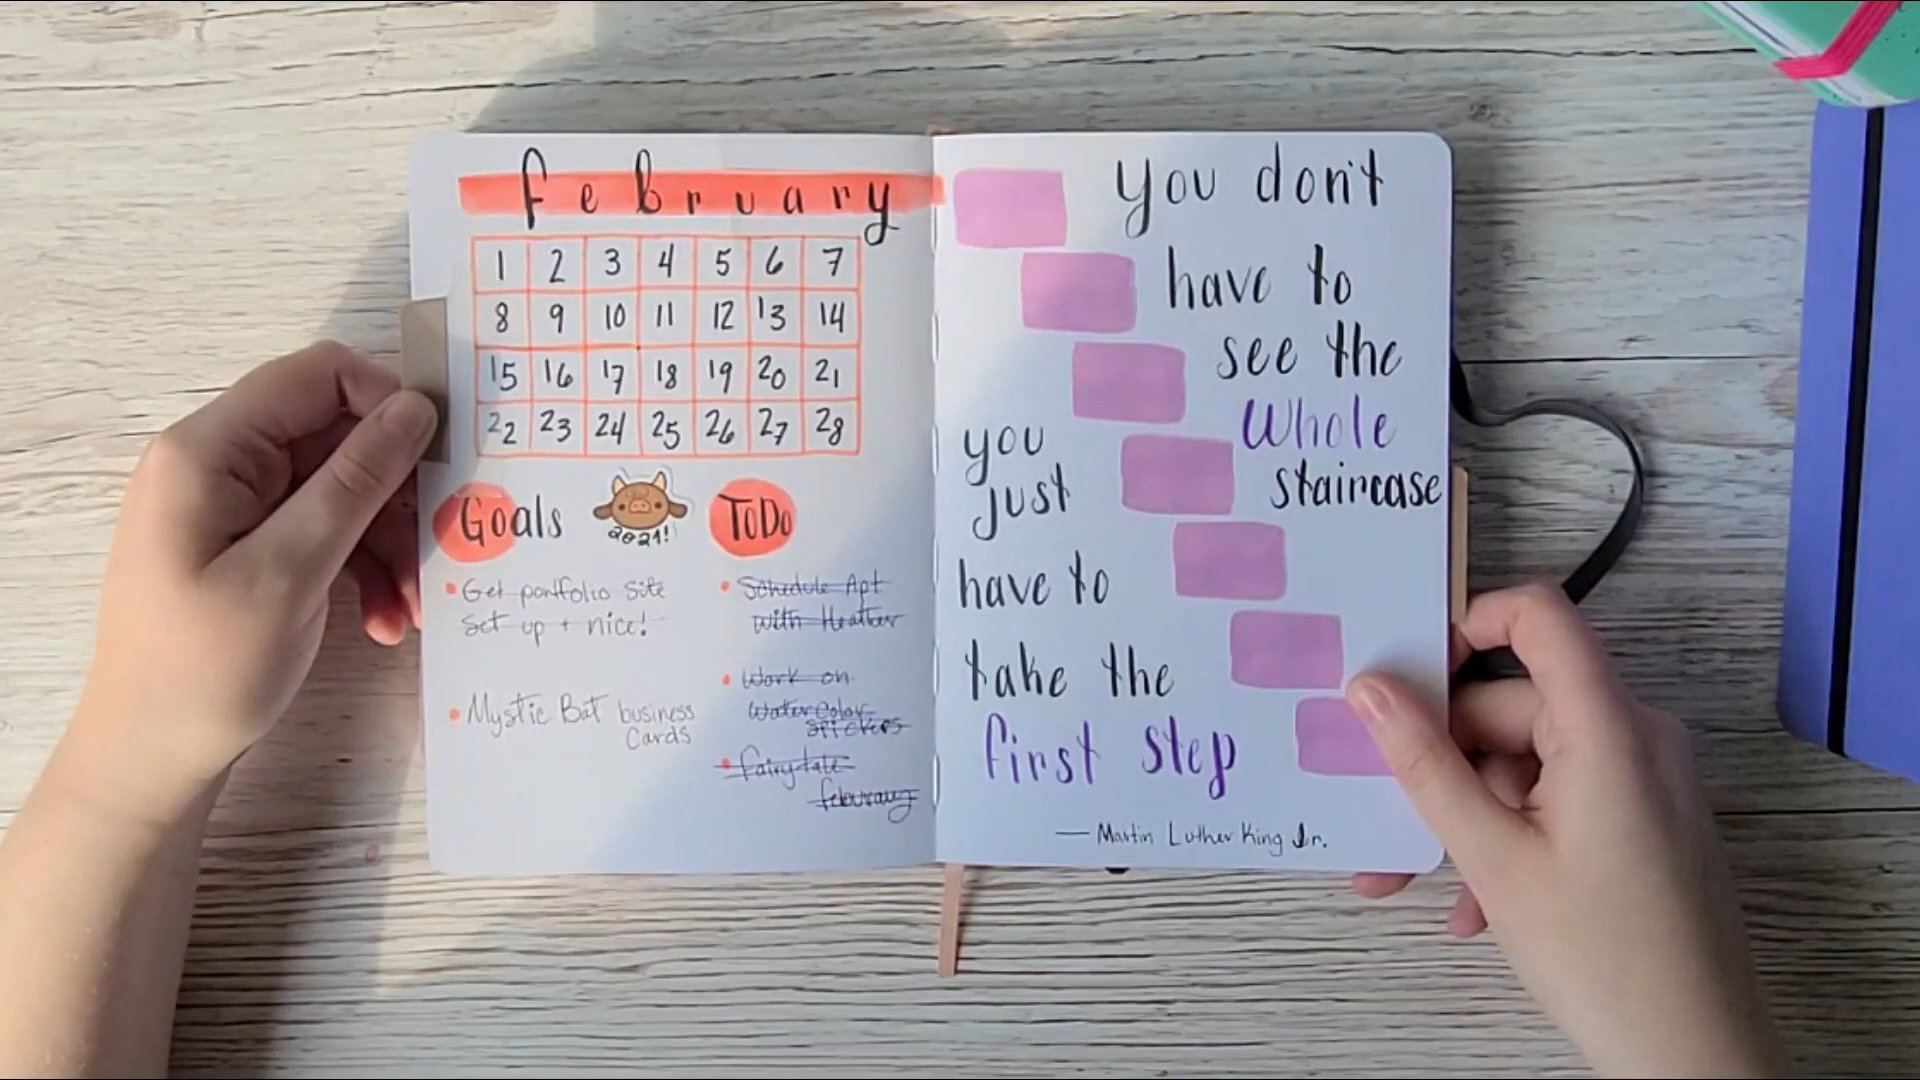 february
1 2 3 4 5 6 7
8 9 10 11 12 13 14
15 16 17 18 19 20 21
22 23 24 25 26 27 28
Goals
2021!
ToDo
Get portfolio site
set up + nice!
Mystic Bat business
Cards
Schedule Apt
with Heather
Work on
Watercolor
stickers
fairytale
you don't
have to
see the
Whole
staircase
you
just
have to
take the
first step
— Martin Luther King Jr.